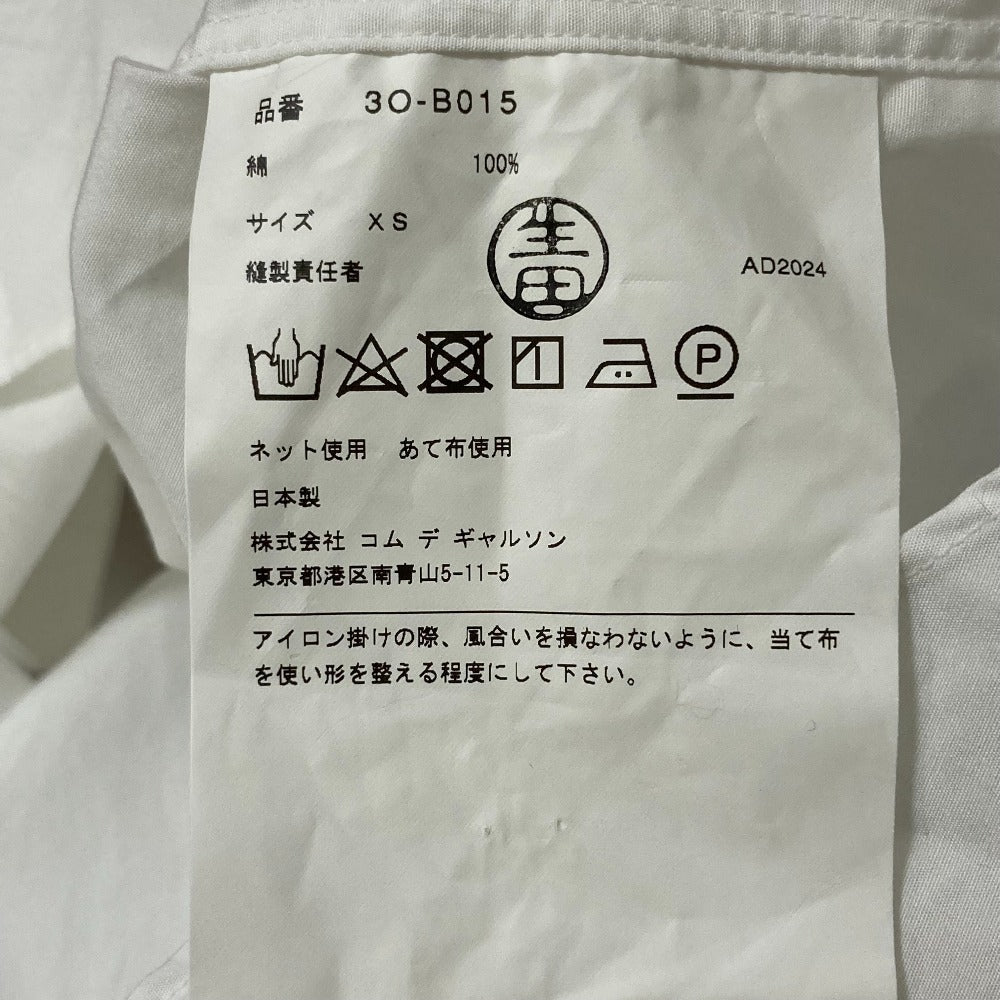 品番 3O-B015
綿 100%
サイズ XS
縫製責任者 生田 AD2024
P
ネット使用 あて布使用
日本製
株式会社 コム デ ギャルソン
東京都港区南青山5-11-5
アイロン掛けの際、風合いを損なわないように、当て布
を使い形を整える程度にして下さい。